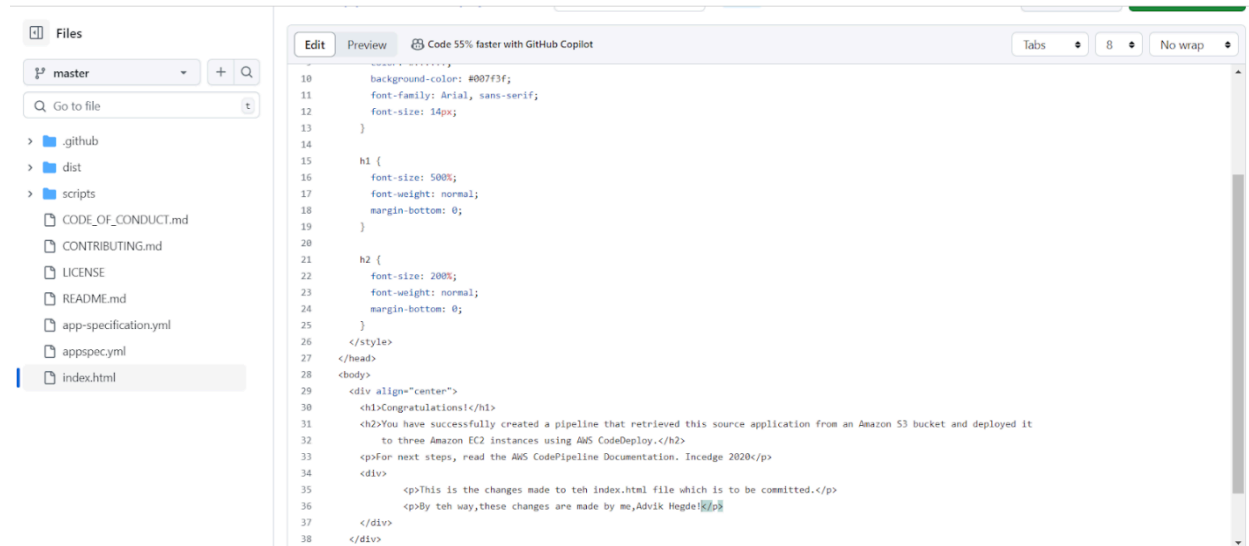 Files
master
Go to file
t
.github
dist
scripts
CODE_OF_CONDUCT.md
CONTRIBUTING.md
LICENSE
README.md
app-specification.yml
appspec.yml
index.html
Edit Preview Code 55% faster with GitHub Copilot Tabs 8 No wrap
10 background-color: #007f3f;
11 font-family: Arial, sans-serif;
12 font-size: 14px;
13 }
14
15 h1 {
16 font-size: 500%;
17 font-weight: normal;
18 margin-bottom: 0;
19 }
20
21 h2 {
22 font-size: 200%;
23 font-weight: normal;
24 margin-bottom: 0;
25 }
26 </style>
27 </head>
28 <body>
29 <div align="center">
30 <h1>Congratulations!</h1>
31 <h2>You have successfully created a pipeline that retrieved this source application from an Amazon S3 bucket and deployed it
32 to three Amazon EC2 instances using AWS CodeDeploy.</h2>
33 <p>For next steps, read the AWS CodePipeline Documentation. Incedge 2020</p>
34 <div>
35 <p>This is the changes made to teh index.html file which is to be committed.</p>
36 <p>By teh way,these changes are made by me,Advik Hegde!</p>
37 </div>
38 </div>